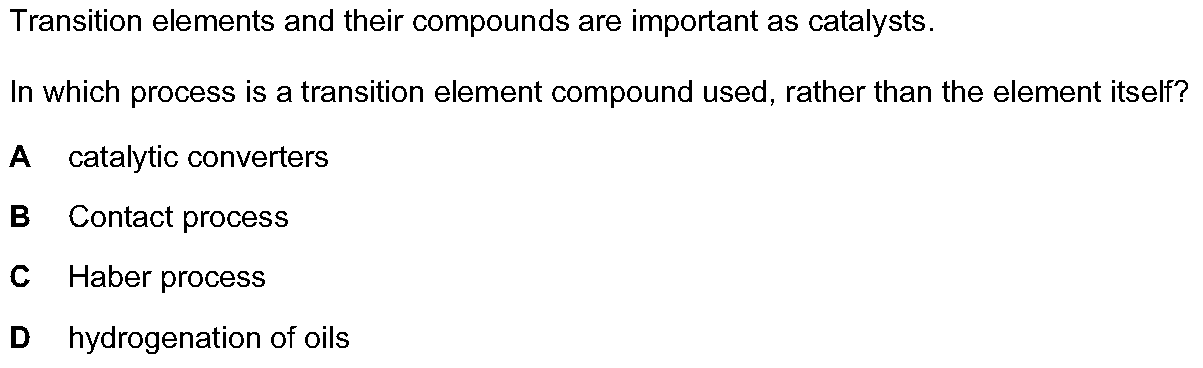 Transition elements and their compounds are important as catalysts.
In which process is a transition element compound used, rather than the element itself?
A catalytic converters
B Contact process
C Haber process
D hydrogenation of oils